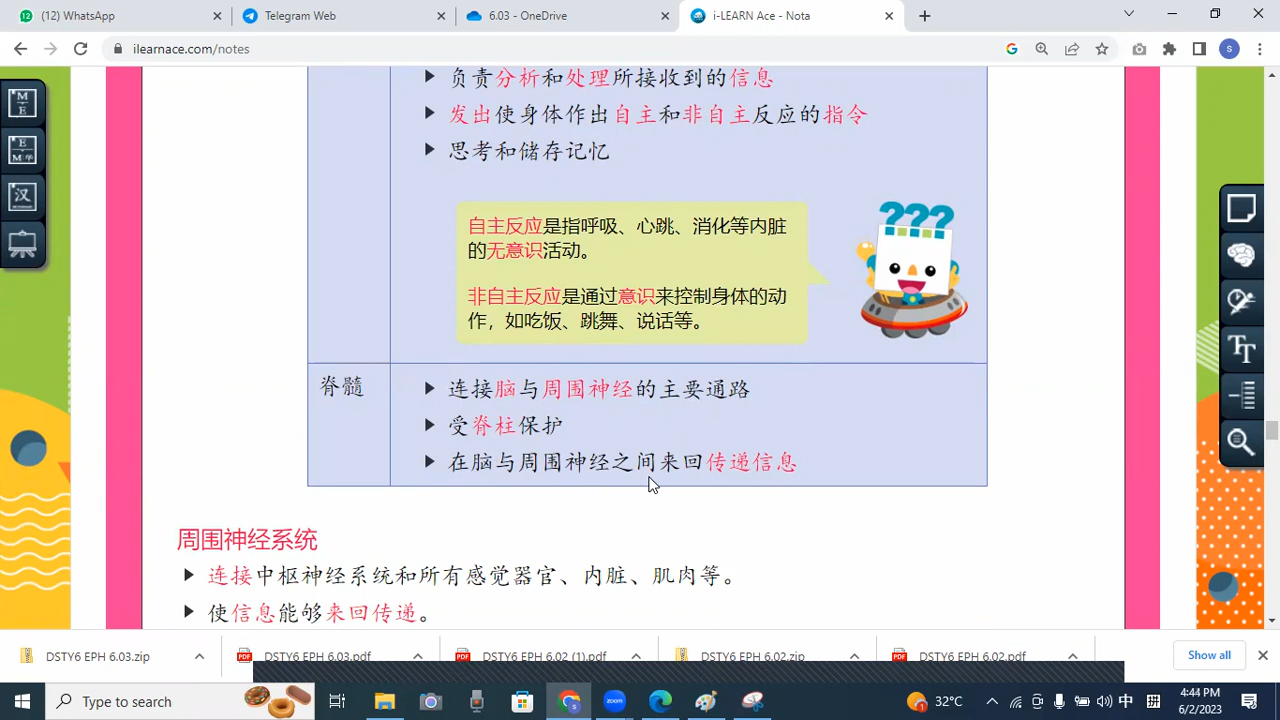 (12) WhatsApp
Telegram Web
6.03 - OneDrive
i-LEARN Ace - Nota
ilearnace.com/notes
负责分析和处理所接收到的信息
发出使身体作出自主和非自主反应的指令
思考和储存记忆
自主反应是指呼吸、心跳、消化等内脏
的无意识活动。
非自主反应是通过意识来控制身体的动
作，如吃饭、跳舞、说话等。
???
脊髓
连接脑与周围神经的主要通路
受脊柱保护
在脑与周围神经之间来回传递信息
周围神经系统
连接中枢神经系统和所有感觉器官、内脏、肌肉等。
使信息能够来回传递。
DSTY6 EPH 6.03.zip
DSTY6 EPH 6.03.pdf
DSTY6 EPH 6.02 (1).pdf
DSTY6 EPH 6.02.zip
DSTY6 EPH 6.02.pdf
Show all
Type here to search
32°C
中
拼
4:44 PM
6/2/2023